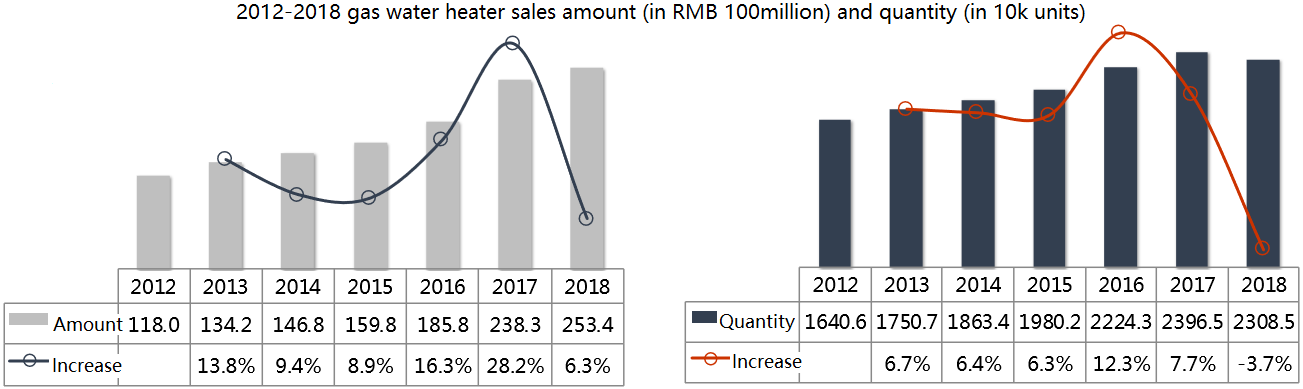 2012-2018 gas water heater sales amount (in RMB 100million) and quantity (in 10k units)
2012 2013 2014 2015 2016 2017 2018
Amount 118.0 134.2 146.8 159.8 185.8 238.3 253.4
Increase 13.8% 9.4% 8.9% 16.3% 28.2% 6.3%
2012 2013 2014 2015 2016 2017 2018
Quantity 1640.6 1750.7 1863.4 1980.2 2224.3 2396.5 2308.5
Increase 6.7% 6.4% 6.3% 12.3% 7.7% -3.7%